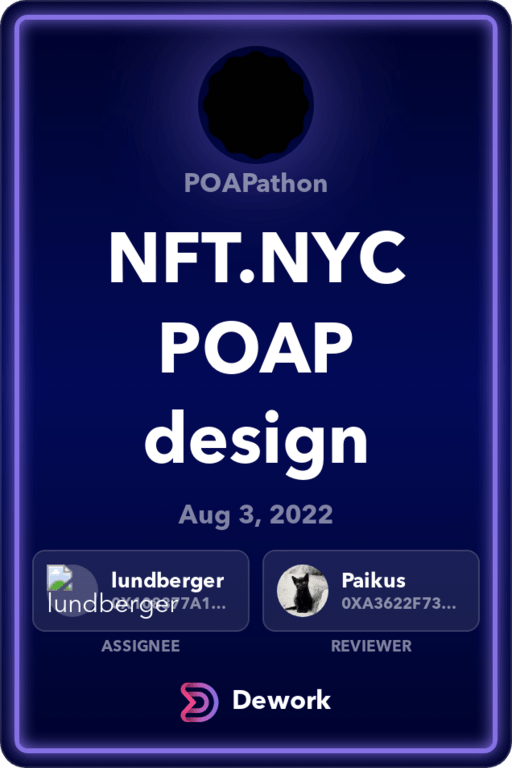 POAPathon
NFT.NYC
POAP
design
Aug 3, 2022
lundberger
lundberger
Paikus
0XA3622F73...
ASSIGNEE
REVIEWER
Dework